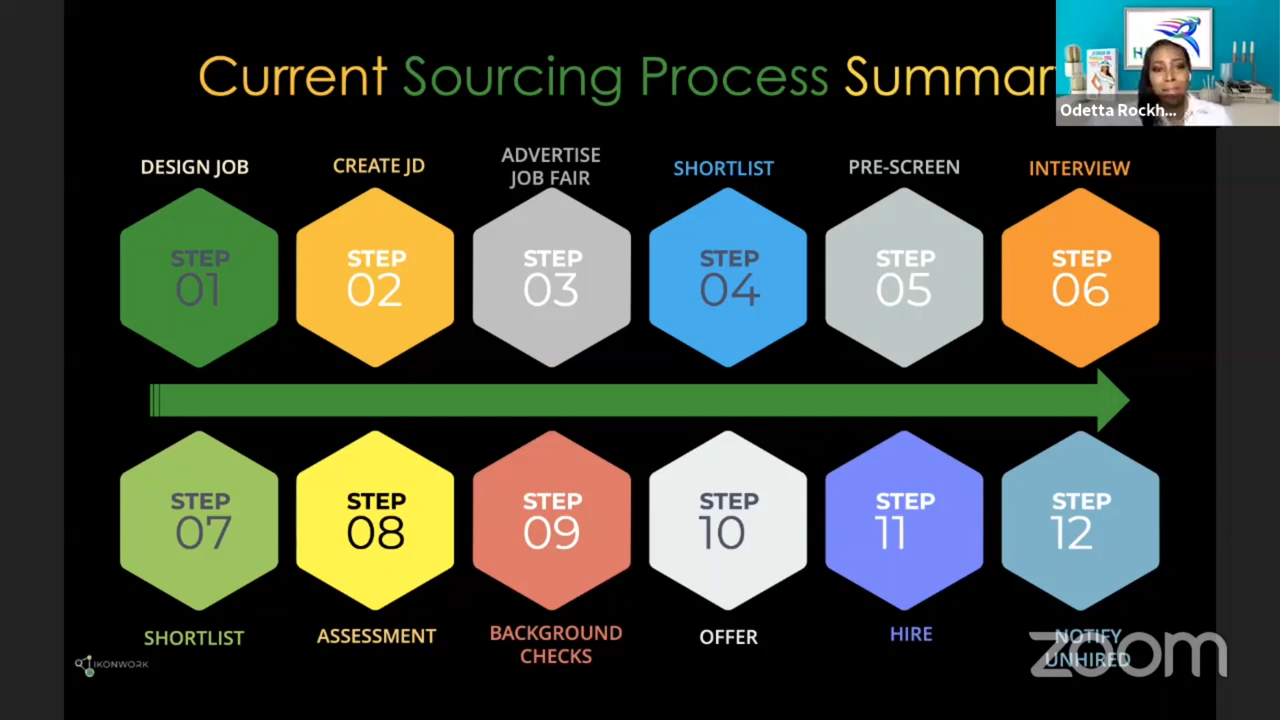 Current Sourcing Process Summar
Odetta Rockh...
DESIGN JOB
CREATE JD
ADVERTISE
JOB FAIR
SHORTLIST
PRE-SCREEN
INTERVIEW
STEP
01
STEP
02
STEP
03
STEP
04
STEP
05
STEP
06
STEP
07
STEP
08
STEP
09
STEP
10
STEP
11
STEP
12
SHORTLIST
ASSESSMENT
BACKGROUND
CHECKS
OFFER
HIRE
NOTIFY
UNHIRED
zoom
IKONWORK